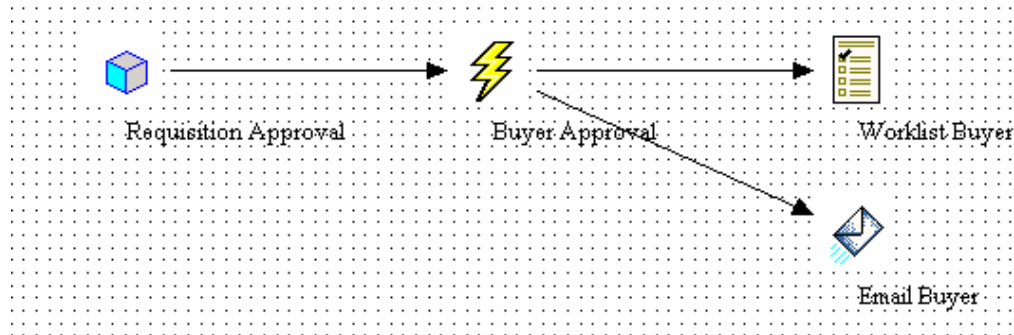 Requisition Approval
Buyer Approval
Worklist Buyer
Email Buyer